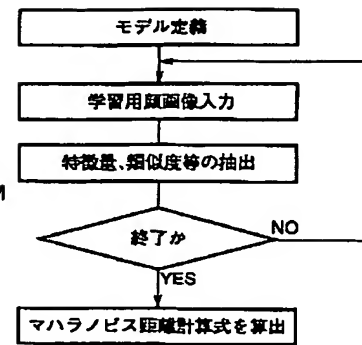 モデル定義
学習用顔画像入力
特徴量、類似度等の抽出
終了か
NO
YES
マハラノビス距離計算式を算出